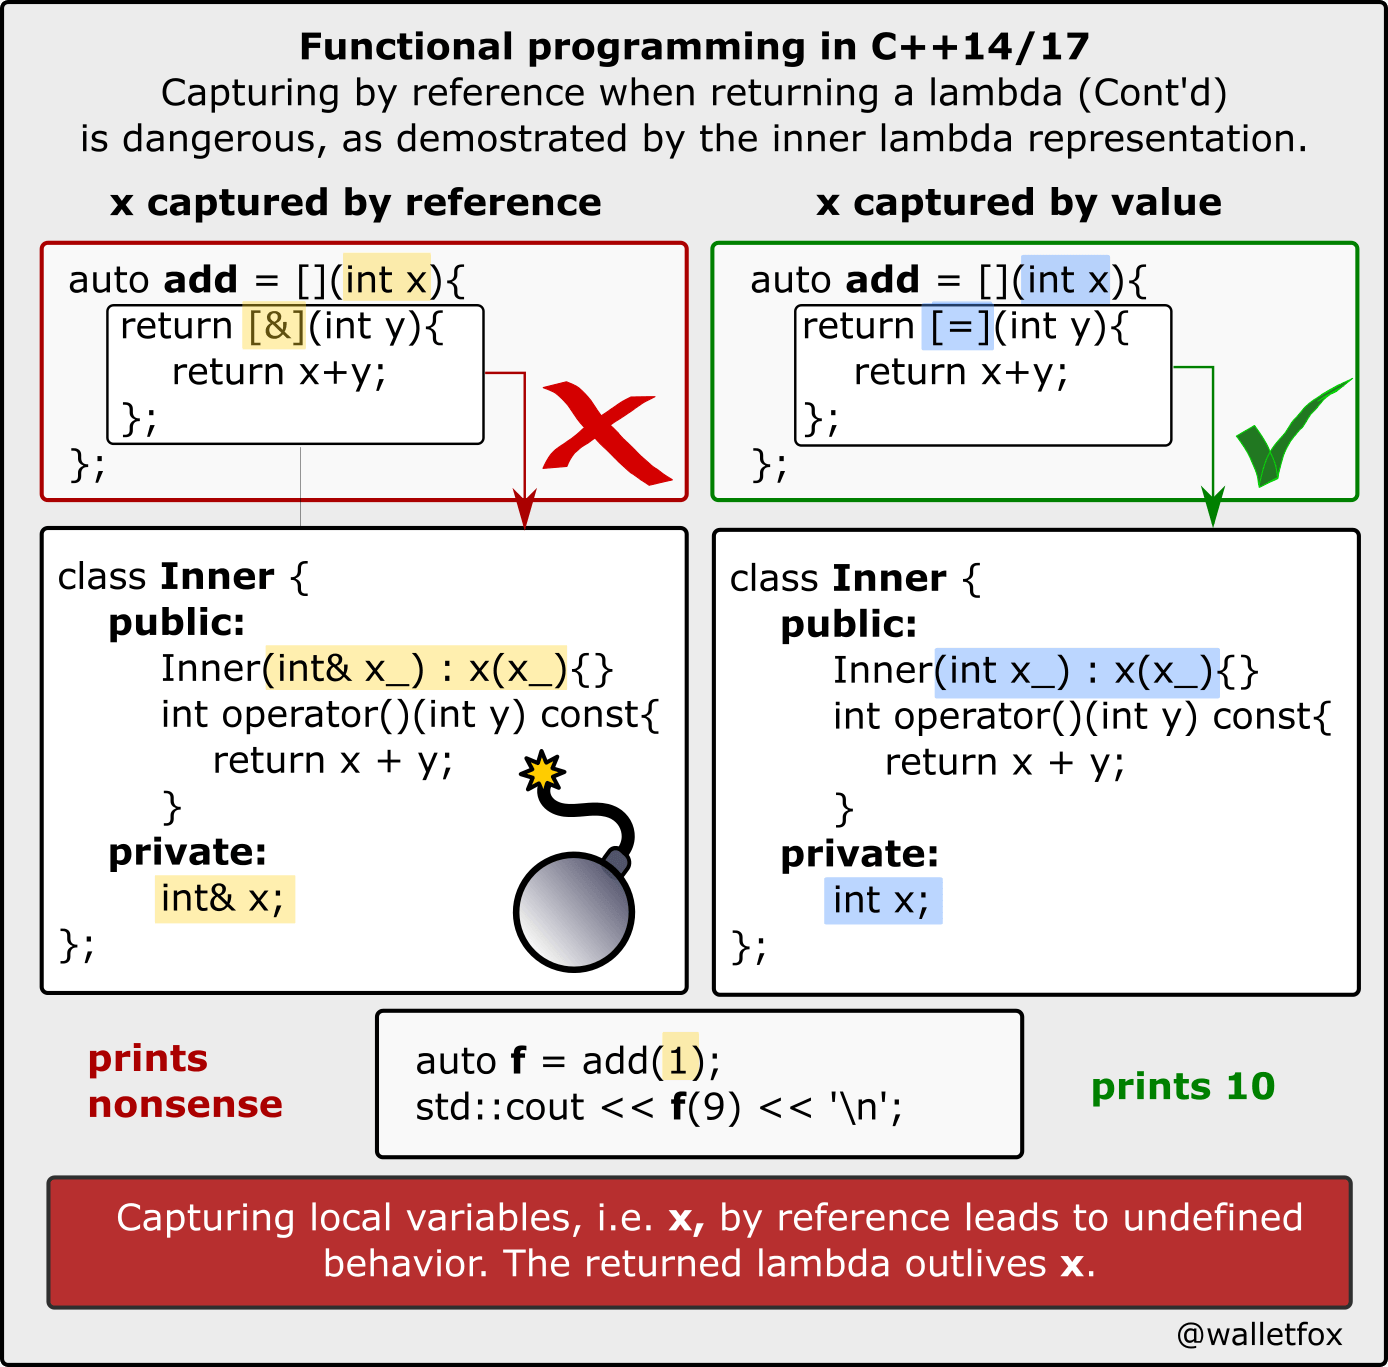 Functional programming in C++14/17
Capturing by reference when returning a lambda (Cont'd)
is dangerous, as demostrated by the inner lambda representation.
x captured by reference
auto add = [](int x){
return [&](int y){
return x+y;
};
};
class Inner {
public:
Inner(int& x_) : x(x_){}
int operator()(int y) const{
return x + y;
}
private:
int& x;
};
x captured by value
auto add = [](int x){
return [=](int y){
return x+y;
};
};
class Inner {
public:
Inner(int x_) : x(x_){}
int operator()(int y) const{
return x + y;
}
private:
int x;
};
prints
nonsense
auto f = add(1);
std::cout << f(9) << '\n';
prints 10
Capturing local variables, i.e. x, by reference leads to undefined
behavior. The returned lambda outlives x.
@walletfox